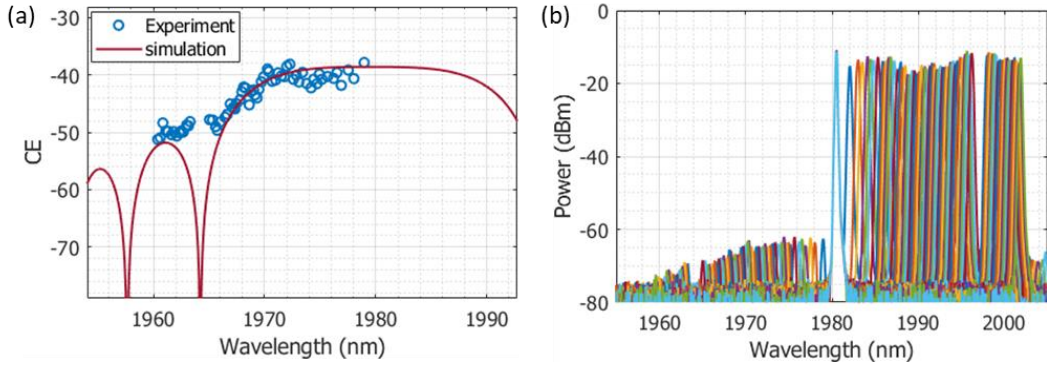 (a)
-30
-40
-50
-60
-70
CE
Experiment
simulation
1960
1970
1980
1990
Wavelength (nm)
(b)
0
-20
-40
-60
-80
Power (dBm)
1960
1970
1980
1990
2000
Wavelength (nm)